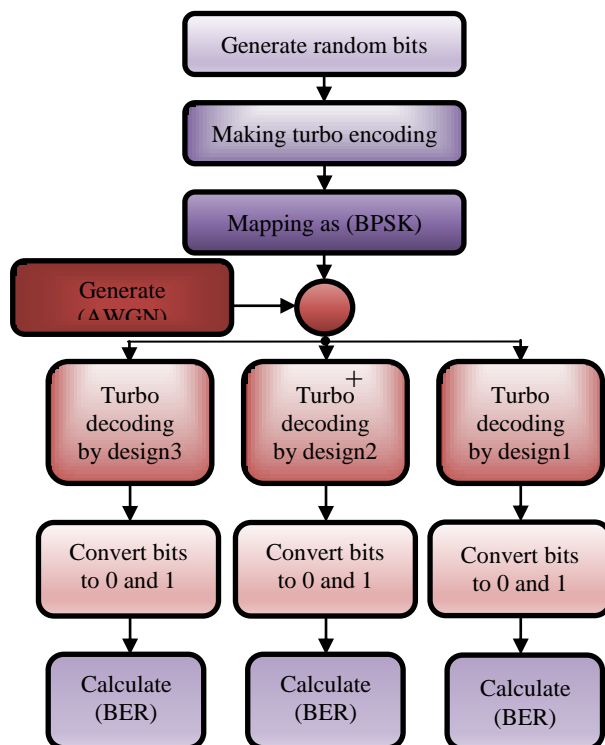 Generate random bits
Making turbo encoding
Mapping as (BPSK)
Generate
(AWGN)
+
Turbo
decoding
by design3
Turbo
decoding
by design2
Turbo
decoding
by design1
Convert bits
to 0 and 1
Convert bits
to 0 and 1
Convert bits
to 0 and 1
Calculate
(BER)
Calculate
(BER)
Calculate
(BER)